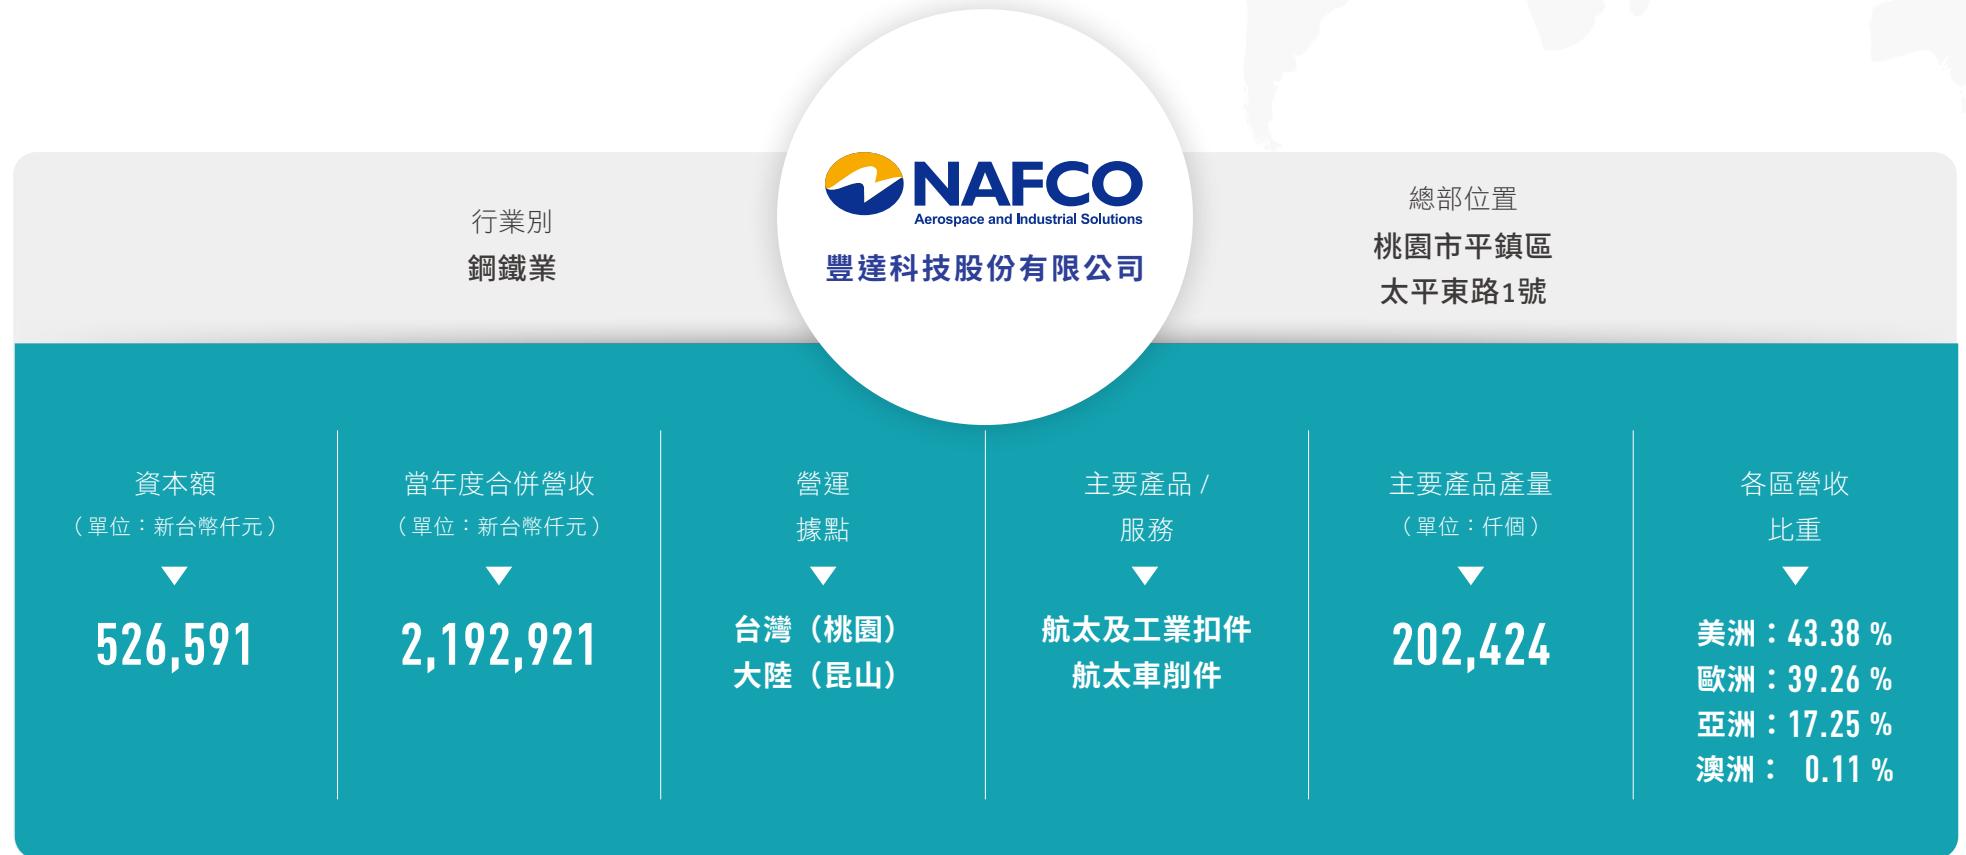 NAFCO
Aerospace and Industrial Solutions
豐達科技股份有限公司
行業別
鋼鐵業
總部位置
桃園市平鎮區
太平東路1號
資本額
（單位：新台幣仟元）
526,591
當年度合併營收
（單位：新台幣仟元）
2,192,921
營運
據點
台灣（桃園）
大陸（昆山）
主要產品 /
服務
航太及工業扣件
航太車削件
主要產品產量
（單位：仟個）
202,424
各區營收
比重
美洲：43.38 %
歐洲：39.26 %
亞洲：17.25 %
澳洲： 0.11 %